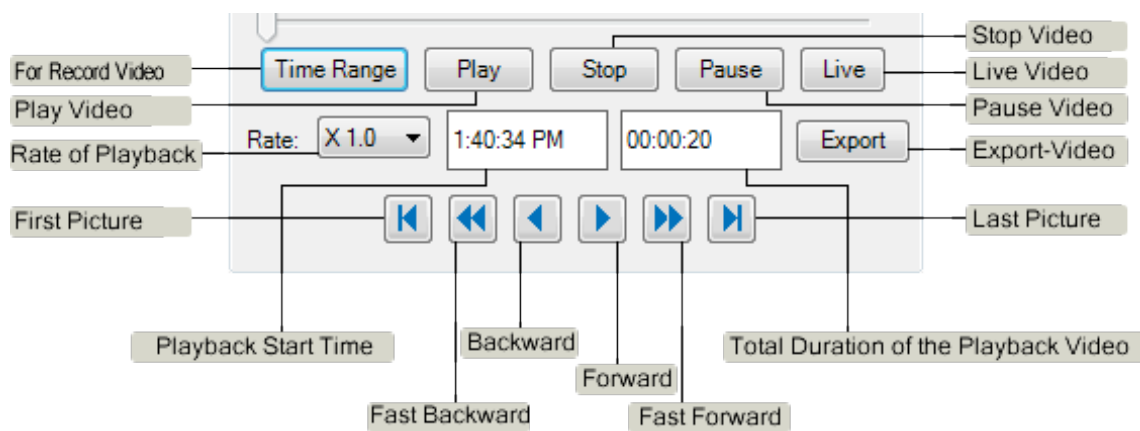 Stop Video
For Record Video Time Range Play Stop Pause Live Live Video
Play Video Pause Video
Rate of Playback Rate: X 1.0 1:40:34 PM 00:00:20 Export Export-Video
First Picture Last Picture
Playback Start Time Backward Total Duration of the Playback Video
Forward
Fast Backward Fast Forward